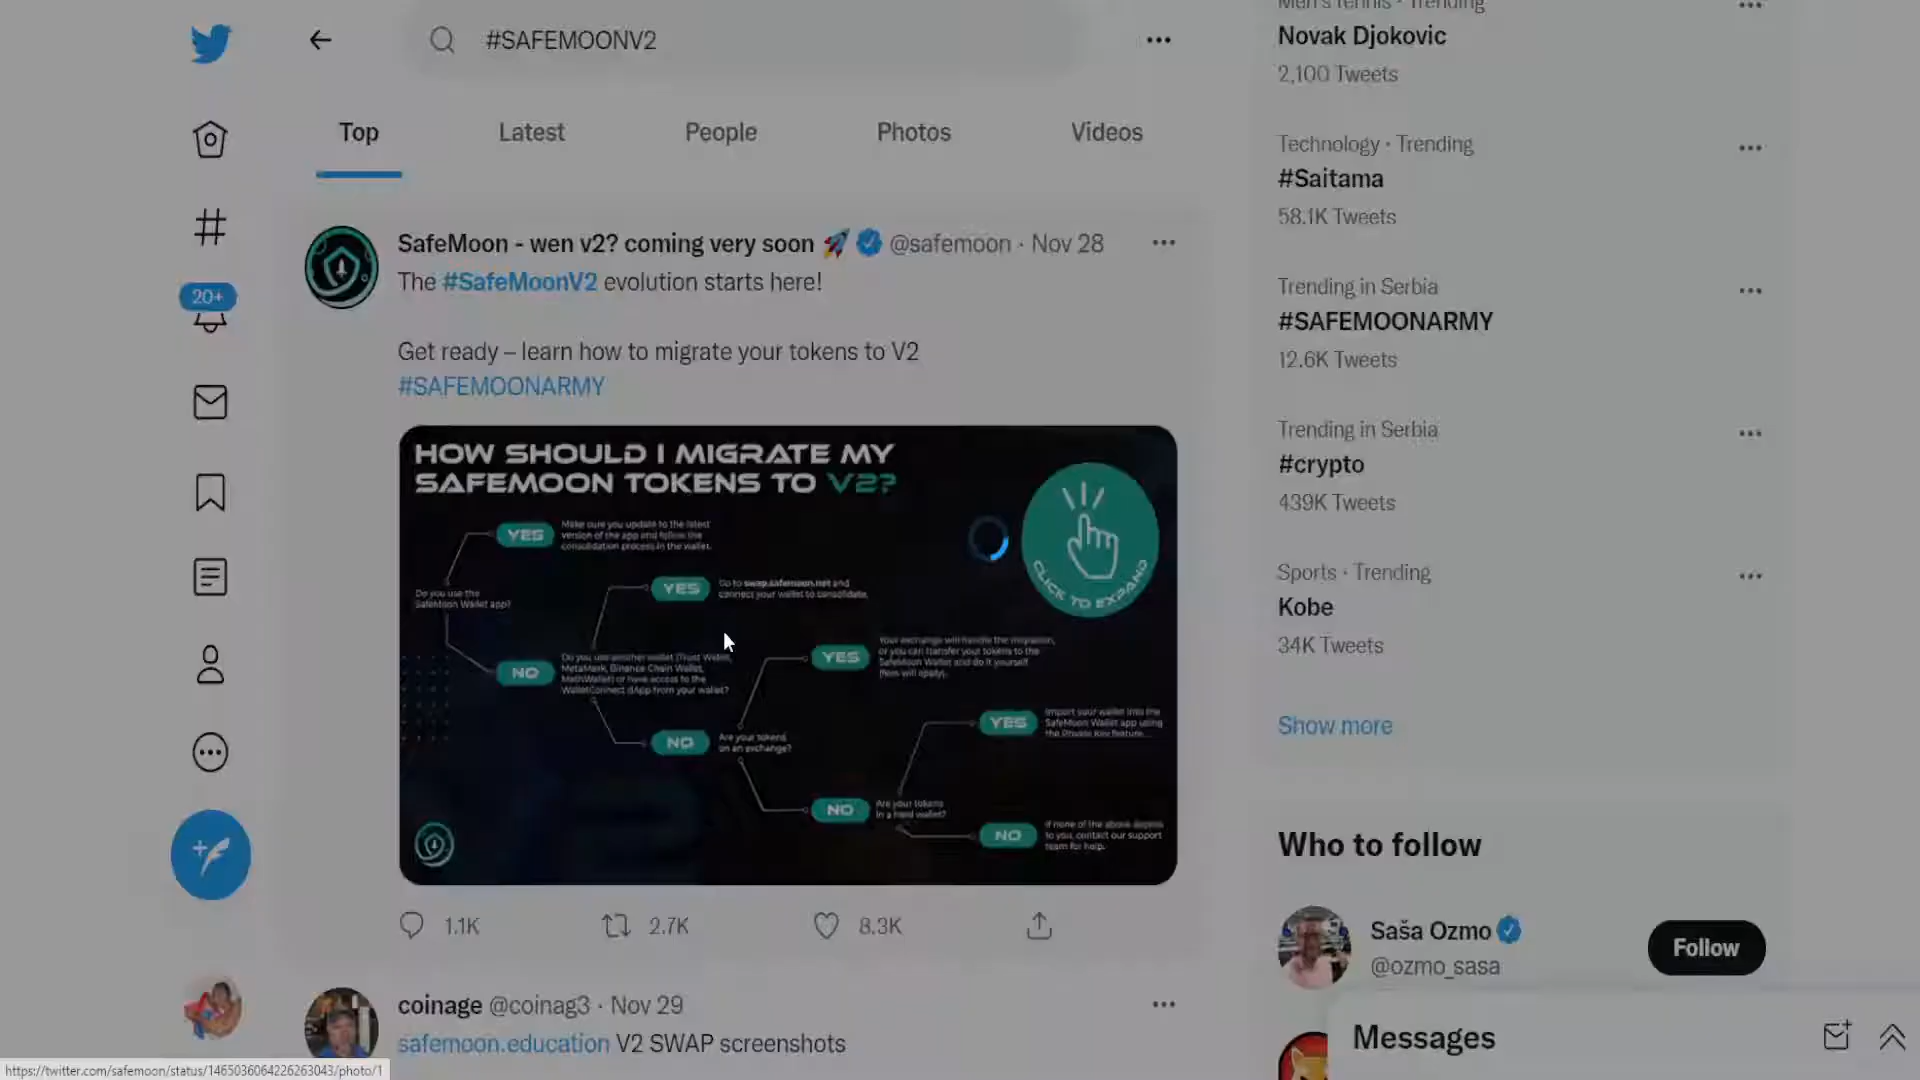 #SAFEMOONV2
Top
Latest
People
Photos
Videos
SafeMoon - wen v2? coming very soon 🚀 @safemoon · Nov 28
The #SafeMoonV2 evolution starts here!
Get ready – learn how to migrate your tokens to V2
#SAFEMOONARMY
HOW SHOULD I MIGRATE MY
SAFEMOON TOKENS TO V2?
CLICK TO EXPAND
Do you use the
SafeMoon Wallet app?
YES
Make sure you update to the latest
version of the app and follow the
consolidation process in the wallet.
NO
Do you use another wallet (Trust Wallet,
MetaMask, Binance Chain Wallet,
MathWallet) or have access to the
WalletConnect dApp from your wallet?
YES
Go to swap.safemoon.net and
connect your wallet to consolidate.
NO
Are your tokens
on an exchange?
YES
Your exchange will handle the migration,
or you can transfer your tokens to the
SafeMoon Wallet and do it yourself
(fees will apply).
NO
Are your tokens
in a hard wallet?
YES
Import your wallet into the
SafeMoon Wallet app using
the Private Key feature...
NO
If none of the above applies
to you, contact our support
team for help.
1.1K
2.7K
8.3K
coinage @coinag3 · Nov 29
safemoon.education V2 SWAP screenshots
20+
Men's tennis · Trending
Novak Djokovic
2,100 Tweets
Technology · Trending
#Saitama
58.1K Tweets
Trending in Serbia
#SAFEMOONARMY
12.6K Tweets
Trending in Serbia
#crypto
439K Tweets
Sports · Trending
Kobe
34K Tweets
Show more
Who to follow
Saša Ozmo
@ozmo_sasa
Follow
Messages
https://twitter.com/safemoon/status/1465036064226263043/photo/1